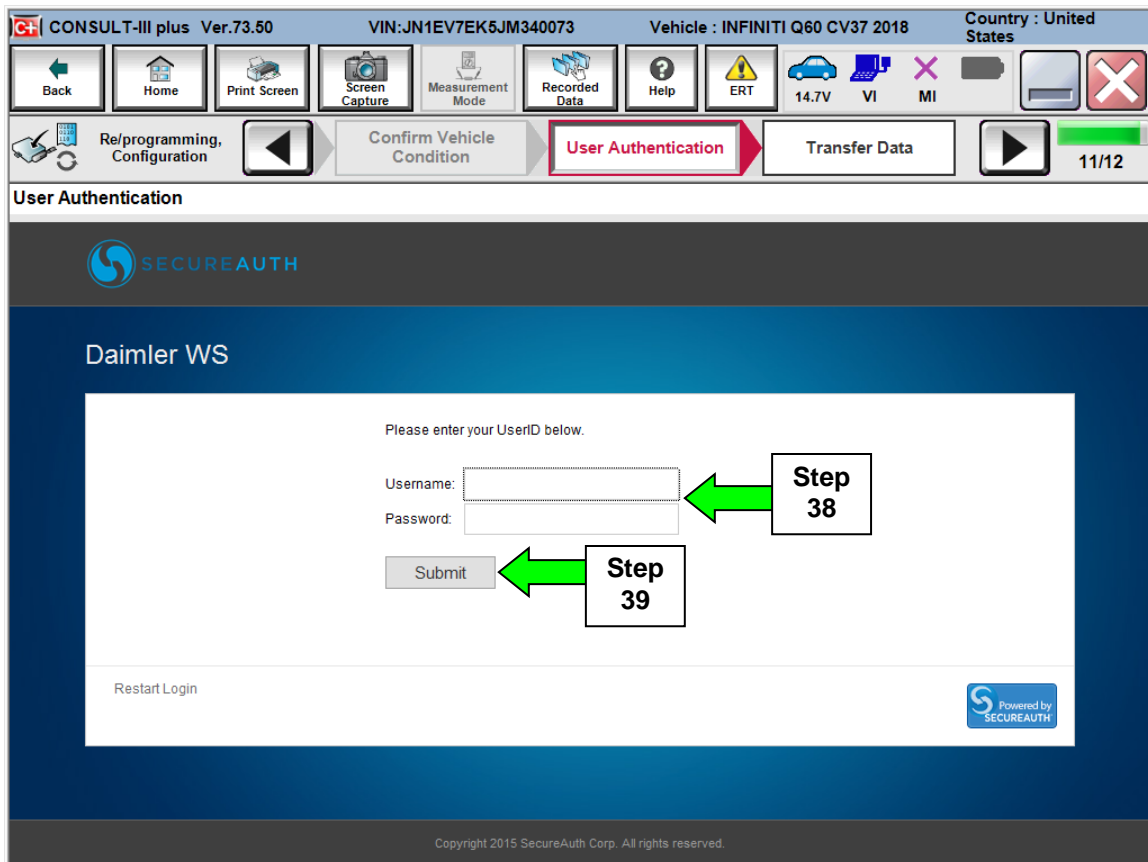 C+ CONSULT-III plus Ver.73.50 VIN:JN1EV7EK5JM340073 Vehicle : INFINITI Q60 CV37 2018 Country : United
States
Back
Home
Print Screen
Screen
Capture
Measurement
Mode
Recorded
Data
Help
ERT
14.7V
VI
MI
Re/programming,
Configuration
Confirm Vehicle
Condition
User Authentication
Transfer Data
11/12
User Authentication
SECUREAUTH
Daimler WS
Please enter your UserID below.
Username:
Step
38
Password:
Submit
Step
39
Restart Login
Powered by
SECUREAUTH
Copyright 2015 SecureAuth Corp. All rights reserved.